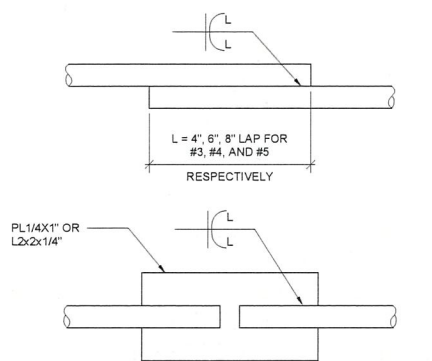 L
L
L = 4", 6", 8" LAP FOR
#3, #4, AND #5
RESPECTIVELY
PL1/4X1" OR
L2x2x1/4"
L
L